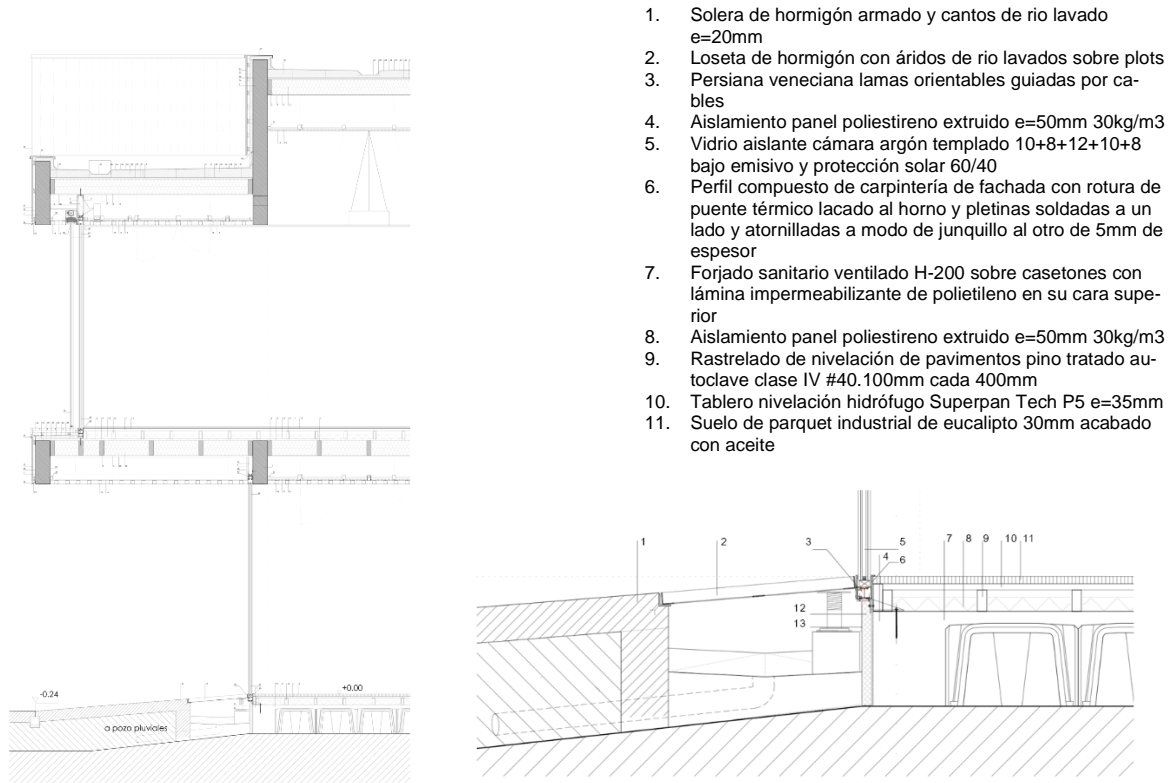 1. Solera de hormigón armado y cantos de rio lavado
e=20mm
2. Loseta de hormigón con áridos de rio lavados sobre plots
3. Persiana veneciana lamas orientables guiadas por ca-
bles
4. Aislamiento panel poliestireno extruido e=50mm 30kg/m3
5. Vidrio aislante cámara argón templado 10+8+12+10+8
bajo emisivo y protección solar 60/40
6. Perfil compuesto de carpintería de fachada con rotura de
puente térmico lacado al horno y pletinas soldadas a un
lado y atornilladas a modo de junquillo al otro de 5mm de
espesor
7. Forjado sanitario ventilado H-200 sobre casetones con
lámina impermeabilizante de polietileno en su cara supe-
rior
8. Aislamiento panel poliestireno extruido e=50mm 30kg/m3
9. Rastrelado de nivelación de pavimentos pino tratado au-
toclave clase IV #40.100mm cada 400mm
10. Tablero nivelación hidrófugo Superpan Tech P5 e=35mm
11. Suelo de parquet industrial de eucalipto 30mm acabado
con aceite
1 2 3 5 7 8 9 10 11
4
6
12
13
-0.24 +0.00
a pozo pluviales